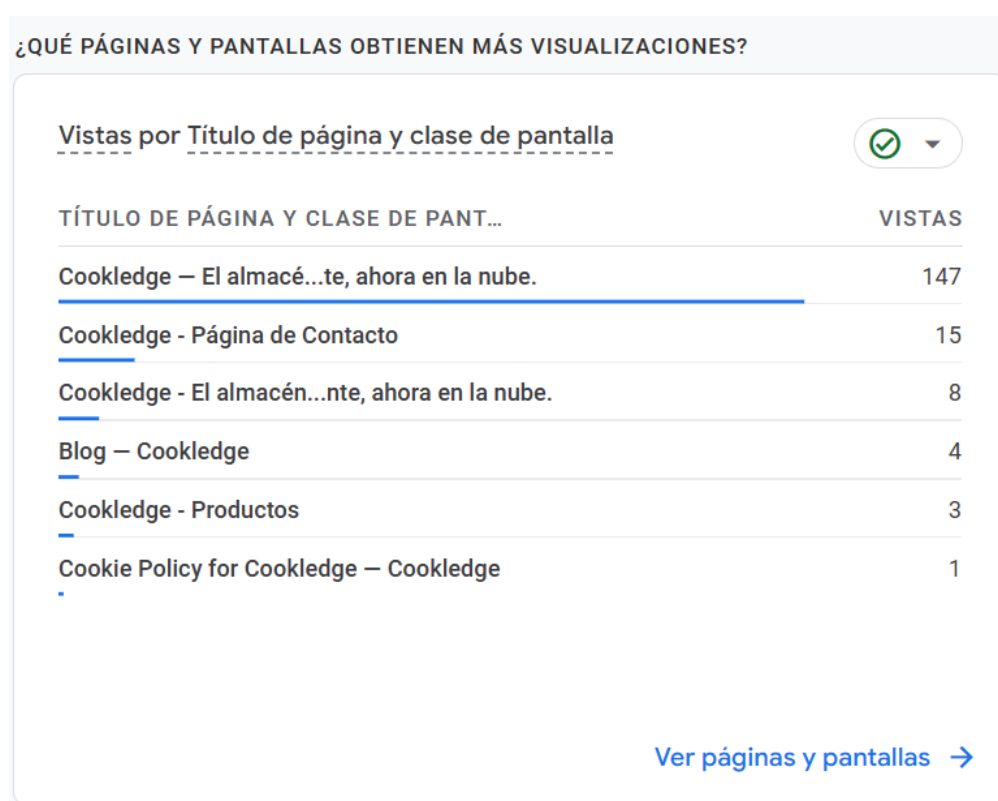 ¿QUÉ PÁGINAS Y PANTALLAS OBTIENEN MÁS VISUALIZACIONES?
Vistas por Título de página y clase de pantalla
TÍTULO DE PÁGINA Y CLASE DE PANT... VISTAS
Cookledge — El almacé...te, ahora en la nube. 147
Cookledge - Página de Contacto 15
Cookledge - El almacén...nte, ahora en la nube. 8
Blog — Cookledge 4
Cookledge - Productos 3
Cookie Policy for Cookledge — Cookledge 1
Ver páginas y pantallas →